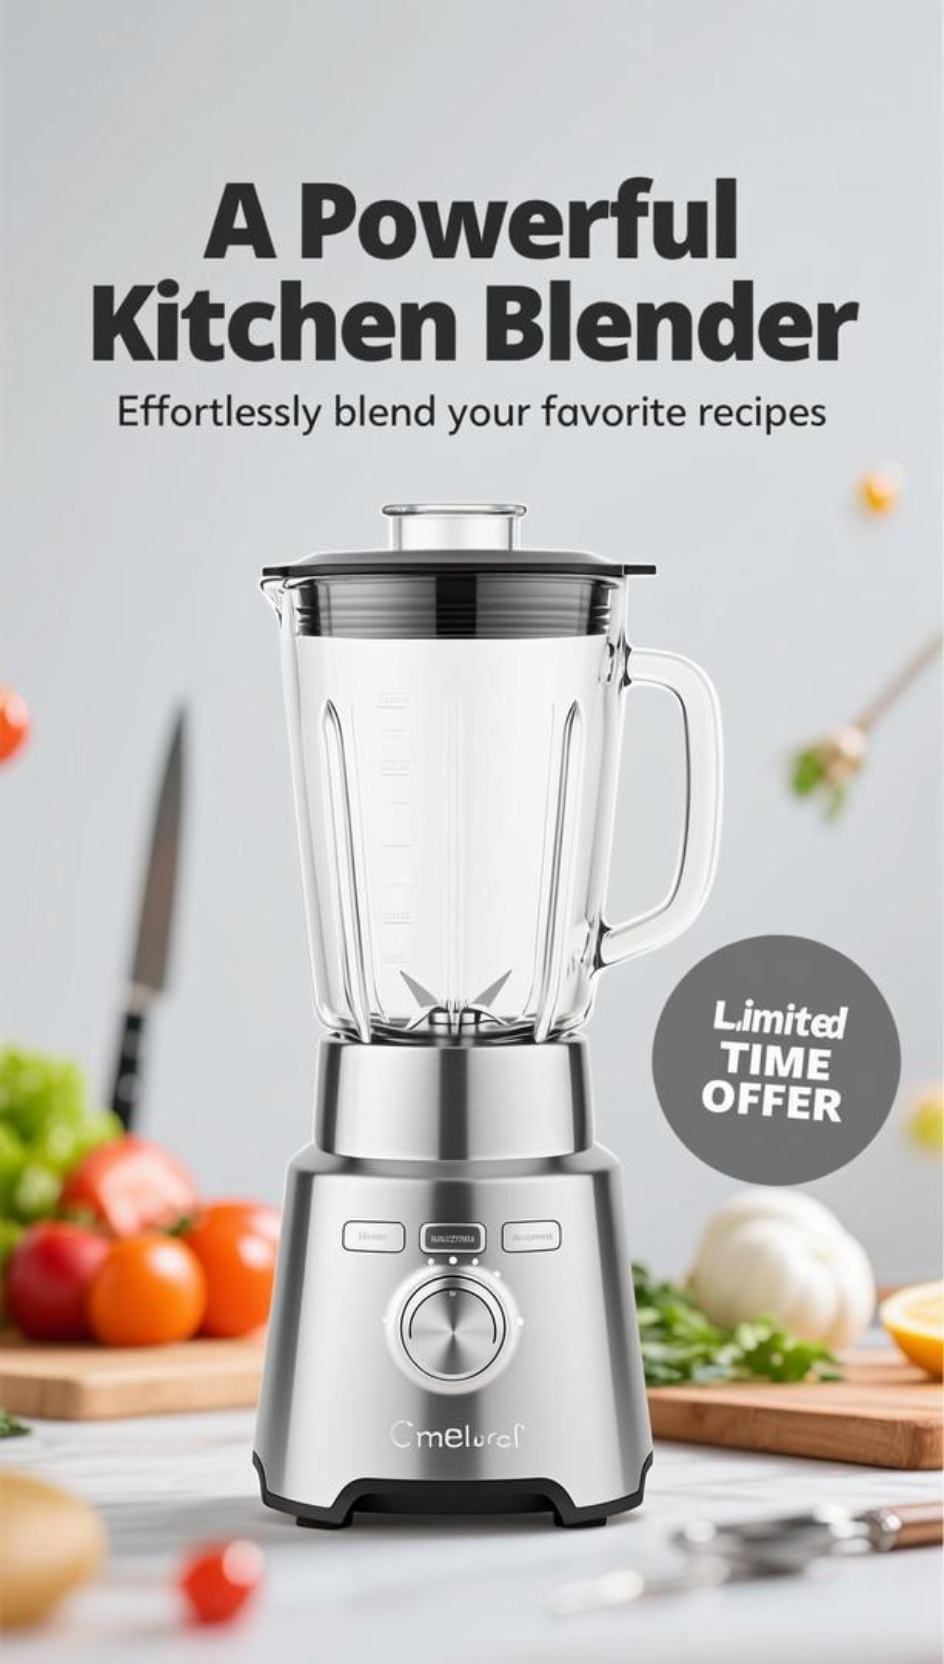 A Powerful
Kitchen Blender
Effortlessly blend your favorite recipes
Limited
TIME
OFFER